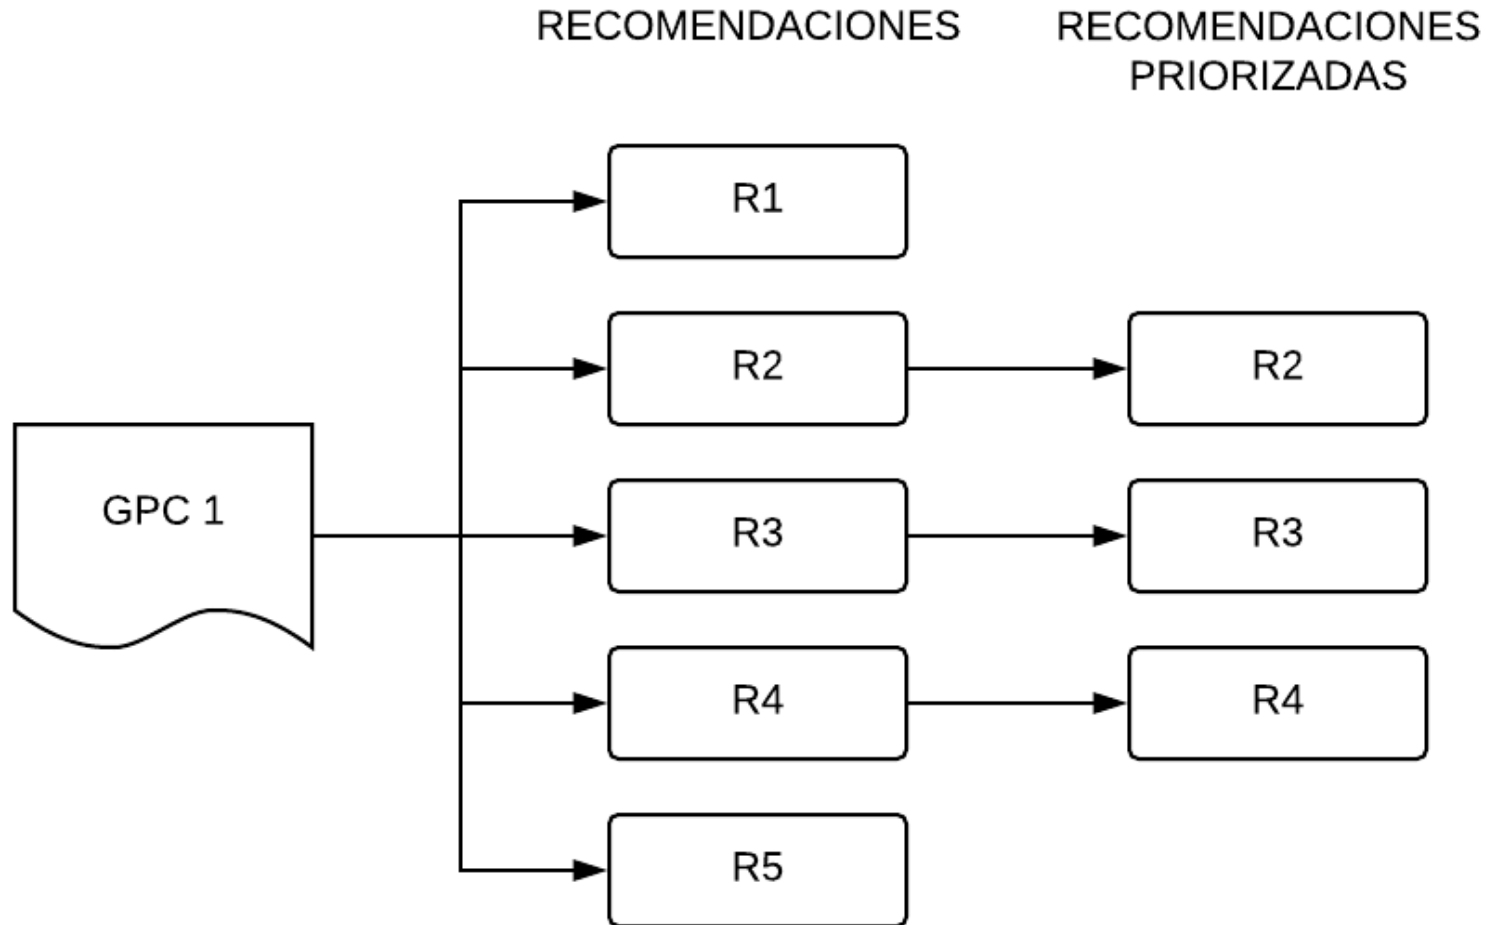 RECOMENDACIONES
RECOMENDACIONES
PRIORIZADAS
R1
R2
R2
GPC 1
R3
R3
R4
R4
R5